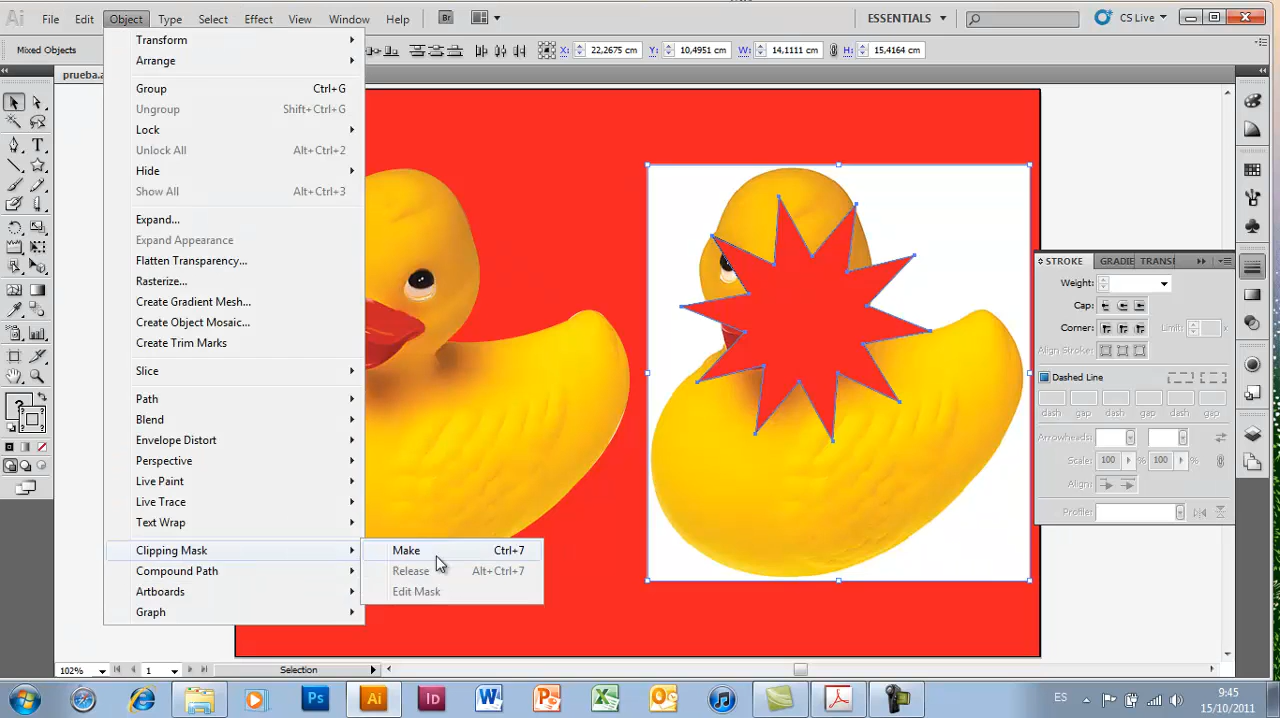 Ai File Edit Object Type Select Effect View Window Help Br ESSENTIALS CS Live
Mixed Objects X: 22,2675 cm Y: 10,4951 cm W: 14,1111 cm H: 15,4164 cm
prueba.a
Transform
Arrange
Group Ctrl+G
Ungroup Shift+Ctrl+G
Lock
Unlock All Alt+Ctrl+2
Hide
Show All Alt+Ctrl+3
Expand...
Expand Appearance
Flatten Transparency...
Rasterize...
Create Gradient Mesh...
Create Object Mosaic...
Create Trim Marks
Slice
Path
Blend
Envelope Distort
Perspective
Live Paint
Live Trace
Text Wrap
Clipping Mask
Compound Path
Artboards
Graph
Make Ctrl+7
Release Alt+Ctrl+7
Edit Mask
STROKE GRADIE TRANSI
Weight:
Cap:
Corner: Limit: x
Align Stroke:
Dashed Line
dash gap dash gap dash gap
Arrowheads:
Scale: 100 % 100 %
Align:
Profile:
102% 1 Selection
Ps Ai Id W P X O
ES 9:45
15/10/2011